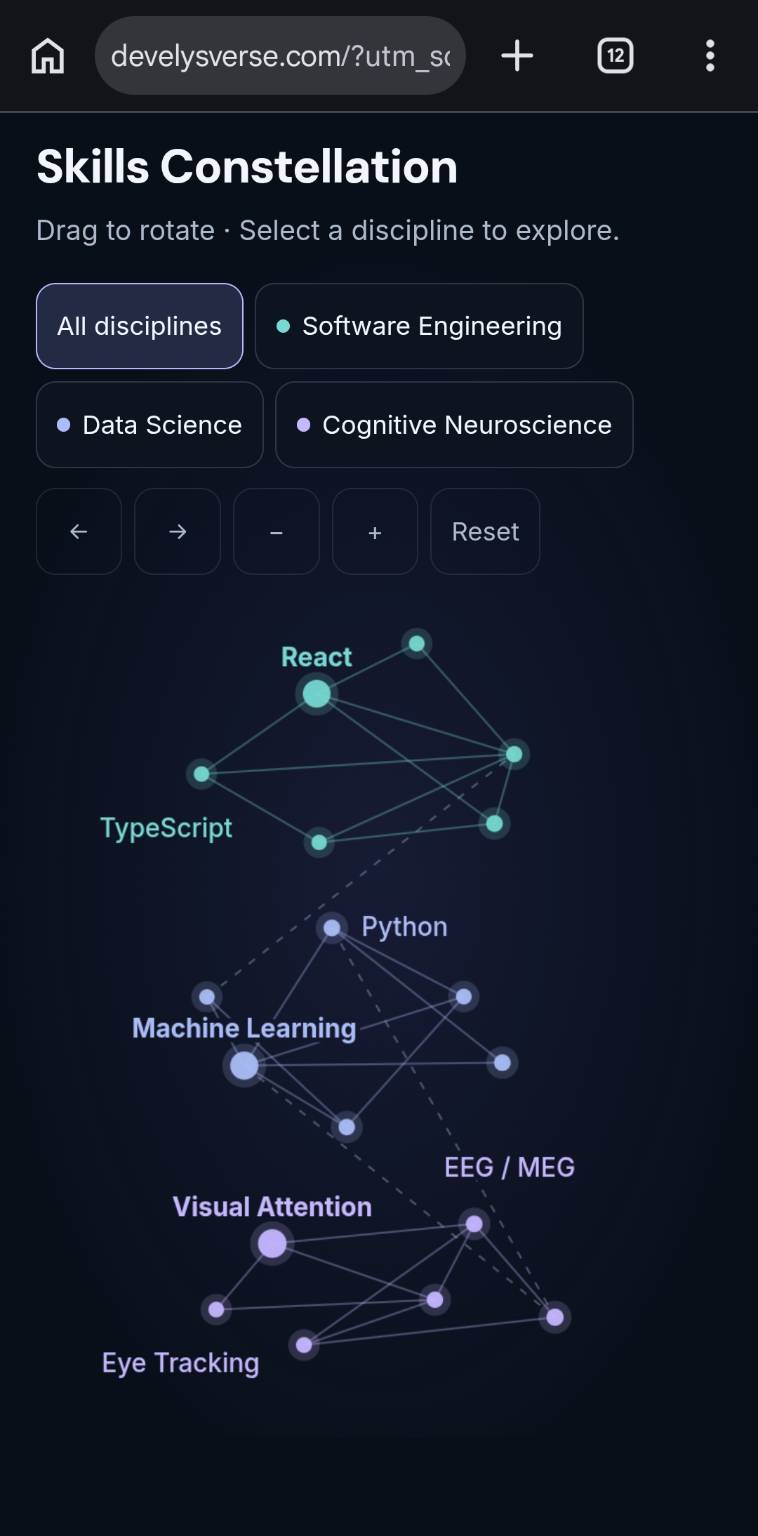 develysverse.com/?utm_sc
12
Skills Constellation
Drag to rotate · Select a discipline to explore.
All disciplines
Software Engineering
Data Science
Cognitive Neuroscience
← → − + Reset
React
TypeScript
Python
Machine Learning
EEG / MEG
Visual Attention
Eye Tracking